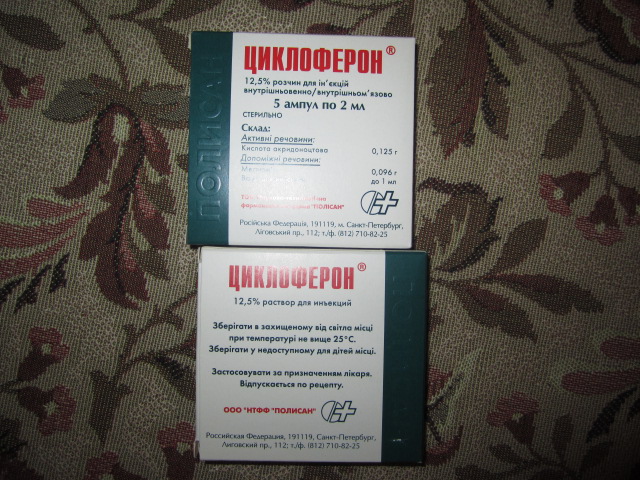 ЦИКЛОФЕРОН®
12,5% розчин для ін'єкцій
внутрішньовенно/внутрішньом'язово
5 ампул по 2 мл
СТЕРИЛЬНО
Склад:
Активні речовини:
Кислота акридоноцтова 0,125 г
Допоміжні речовини:
0,096 г
до 1 мл
"ПОЛІСАН"
Російська Федерація, 191119, м. Санкт-Петербург,
Ліговський пр., 112; т./ф. (812) 710-82-25
ПОЛИСАН
ЦИКЛОФЕРОН®
12,5% раствор для инъекций
Зберігати в захищеному від світла місці
при температурі не вище 25°С.
Зберігати у недоступному для дітей місці.
Застосовувати за призначенням лікаря.
Відпускається по рецепту.
ООО "НТФФ "ПОЛИСАН"
Российская Федерация, 191119, Санкт-Петербург,
Лиговский пр., 112; т./ф. (812) 710-82-25